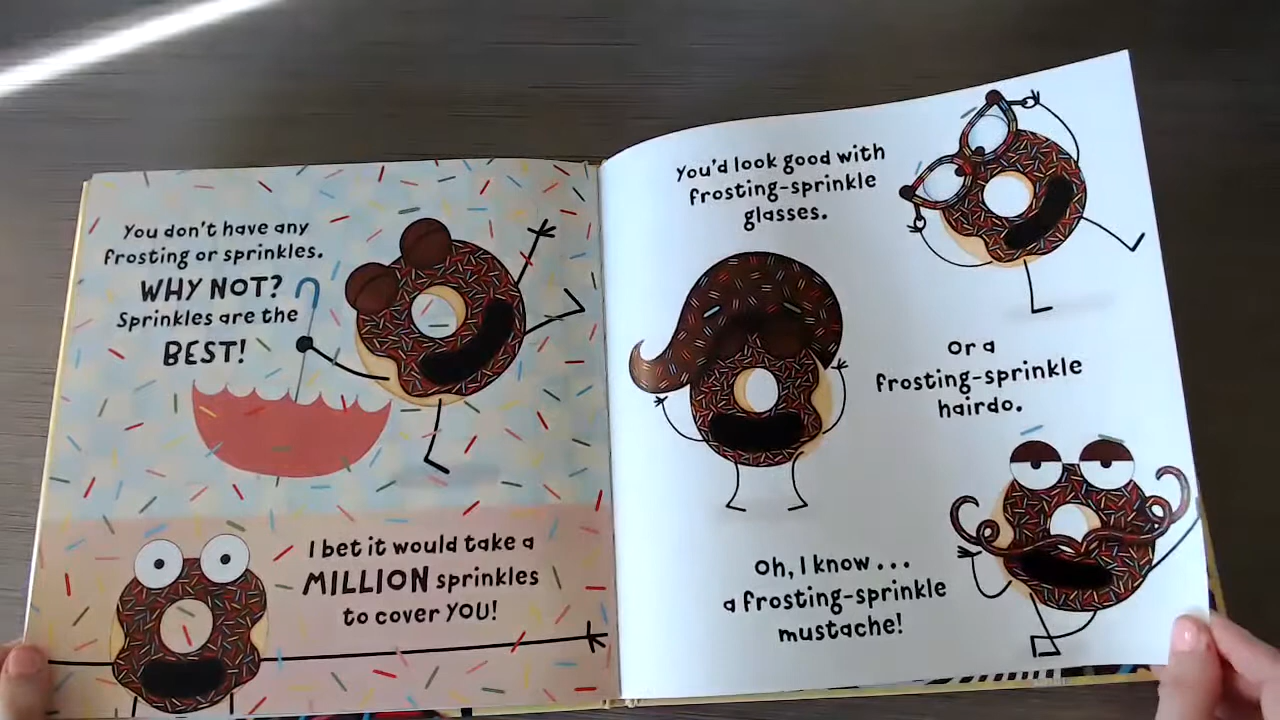 You don't have any
frosting or sprinkles.
WHY NOT?
Sprinkles are the
BEST!
I bet it would take a
MILLION sprinkles
to cover YOU!
You'd look good with
frosting-sprinkle
glasses.
Or a
frosting-sprinkle
hairdo.
Oh, I know...
a frosting-sprinkle
mustache!